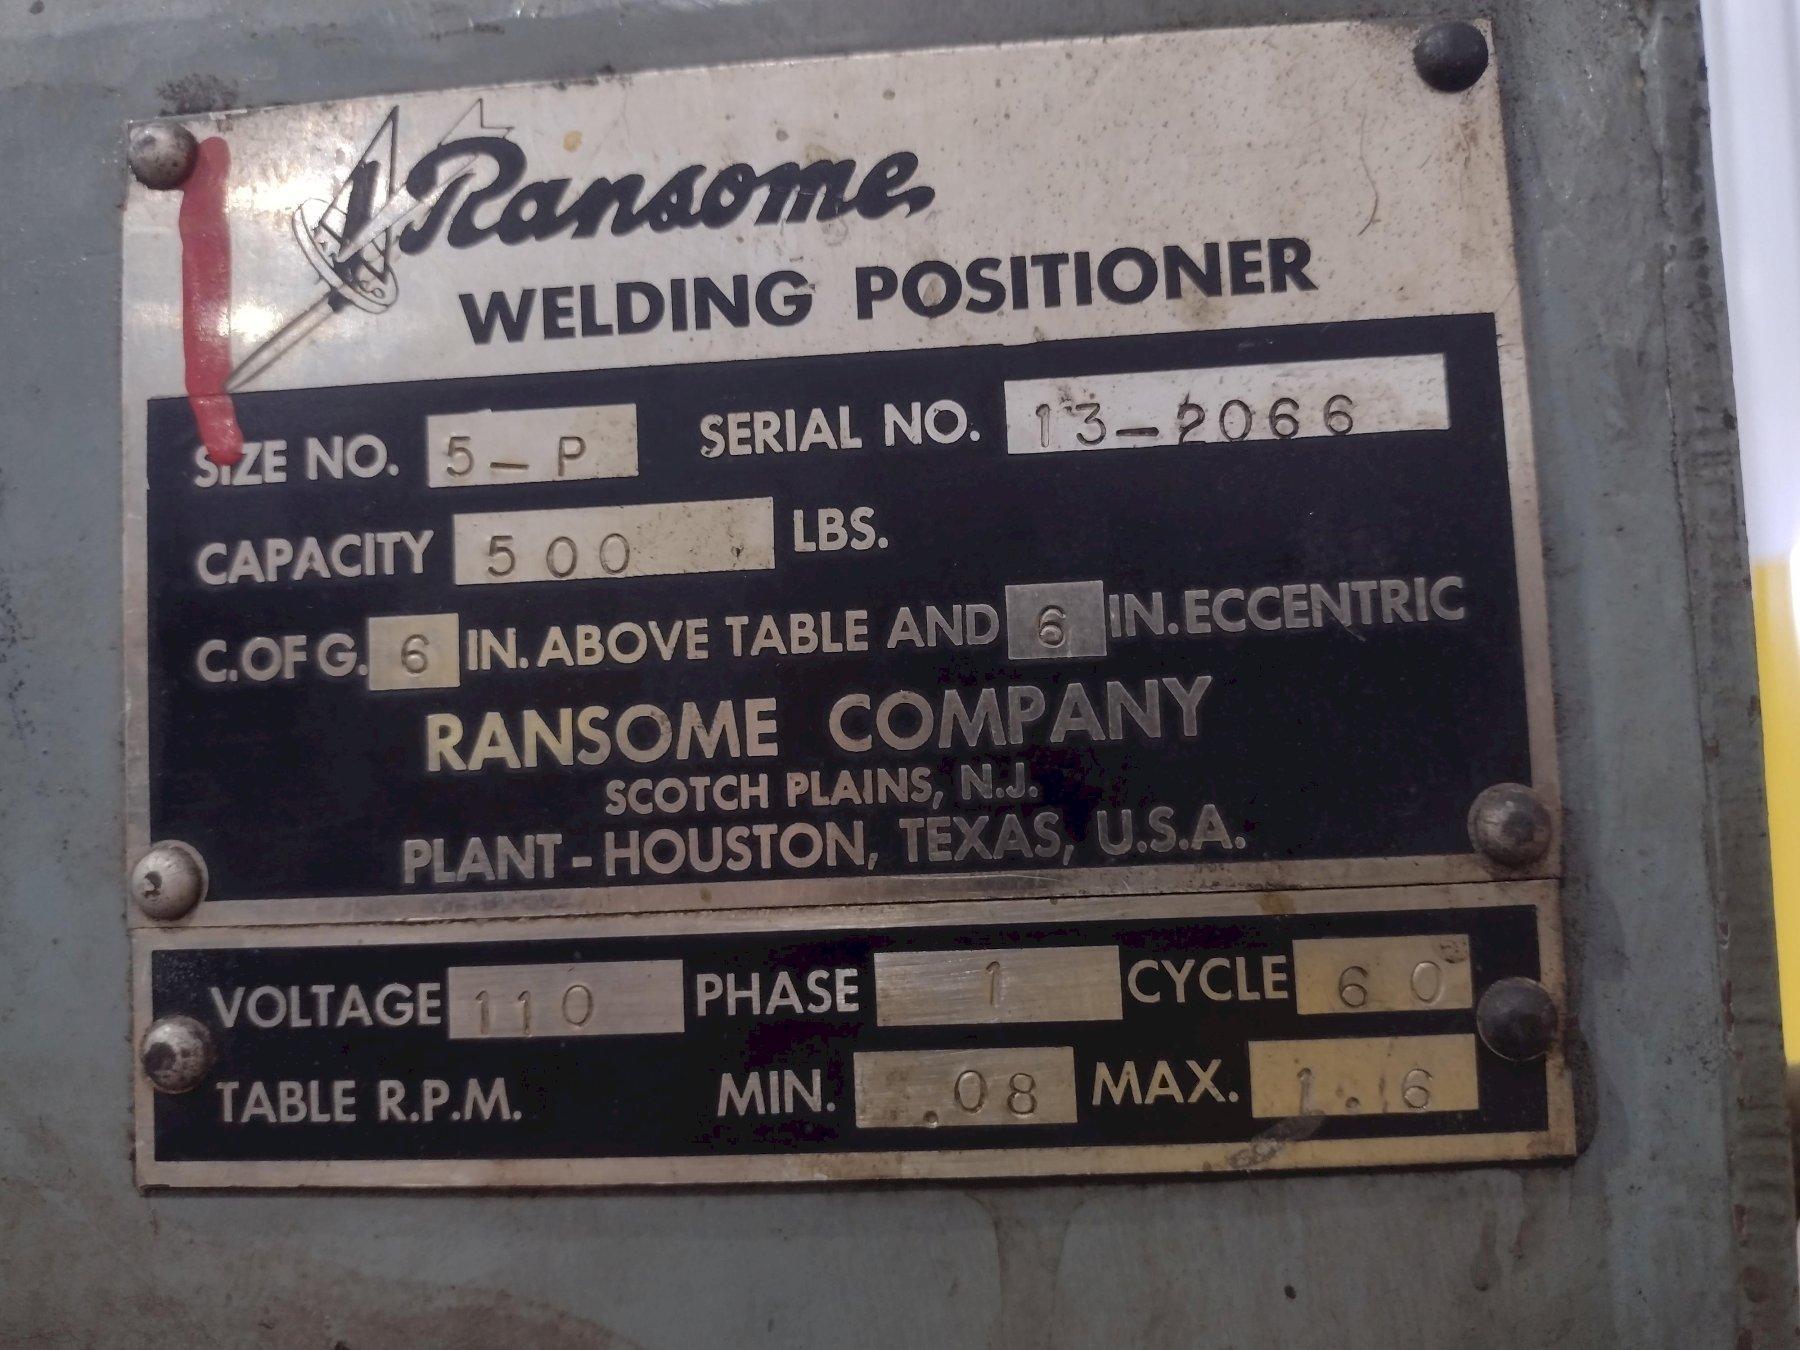 Ransome
WELDING POSITIONER
SIZE NO. 5-P SERIAL NO. 13-2066
CAPACITY 500 LBS.
C. OF G. 6 IN. ABOVE TABLE AND 6 IN. ECCENTRIC
RANSOME COMPANY
SCOTCH PLAINS, N.J.
PLANT - HOUSTON, TEXAS, U.S.A.
VOLTAGE 110 PHASE 1 CYCLE 60
TABLE R.P.M. MIN. .08 MAX. 1.6